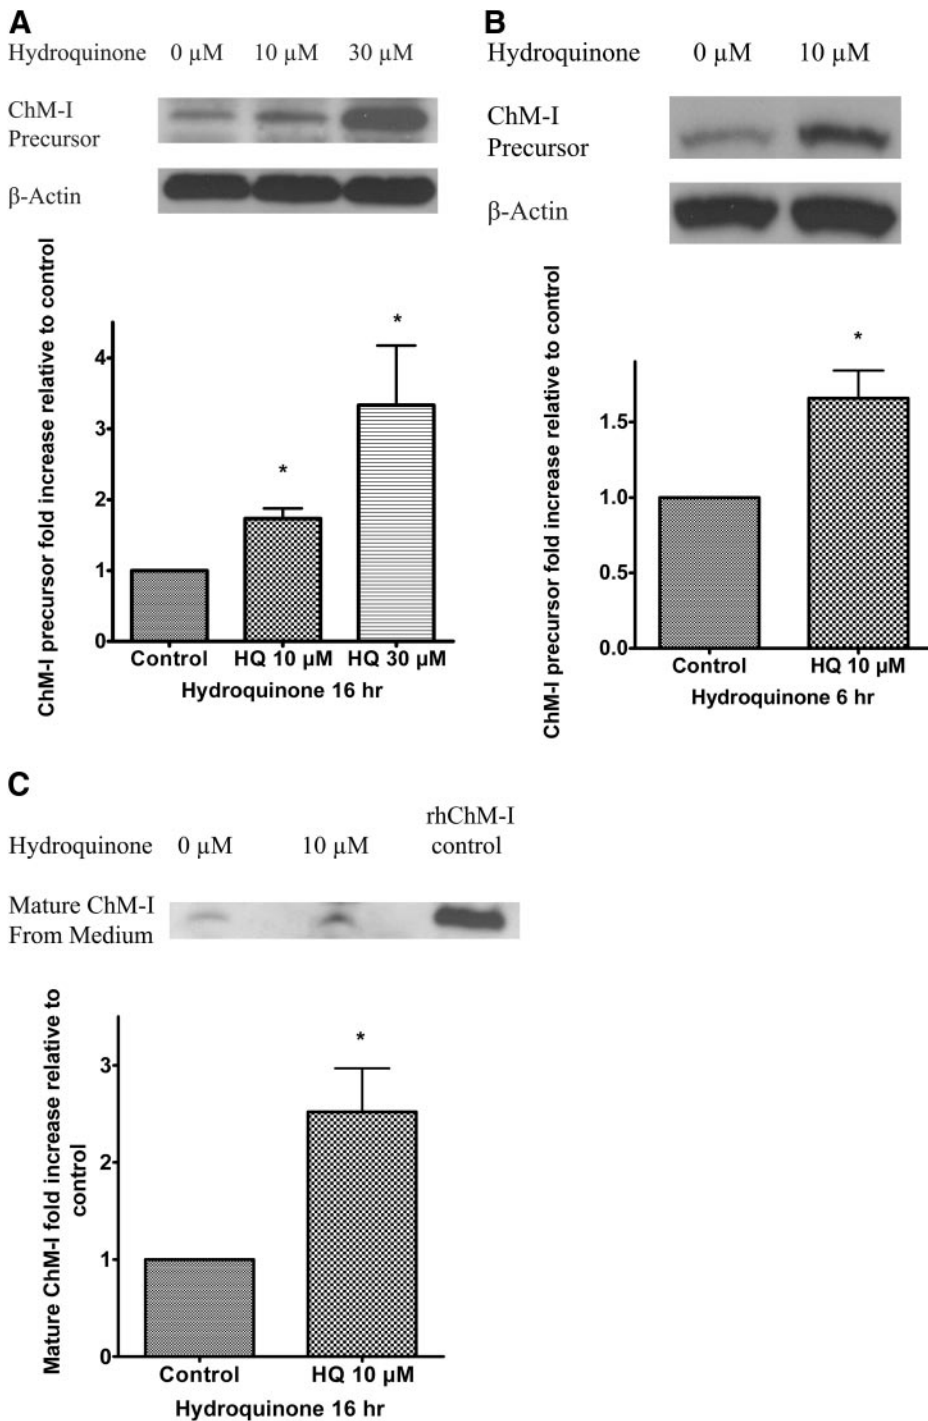 A
Hydroquinone 0 µM 10 µM 30 µM
ChM-I
Precursor
β-Actin
ChM-I precursor fold increase relative to control
4
3
2
1
0
*
*
Control HQ 10 µM HQ 30 µM
Hydroquinone 16 hr
B
Hydroquinone 0 µM 10 µM
ChM-I
Precursor
β-Actin
ChM-I precursor fold increase relative to control
1.5
1.0
0.5
0.0
*
Control HQ 10 µM
Hydroquinone 6 hr
C
rhChM-I
Hydroquinone 0 µM 10 µM control
Mature ChM-I
From Medium
Mature ChM-I fold increase relative to
control
3
2
1
0
*
Control HQ 10 µM
Hydroquinone 16 hr